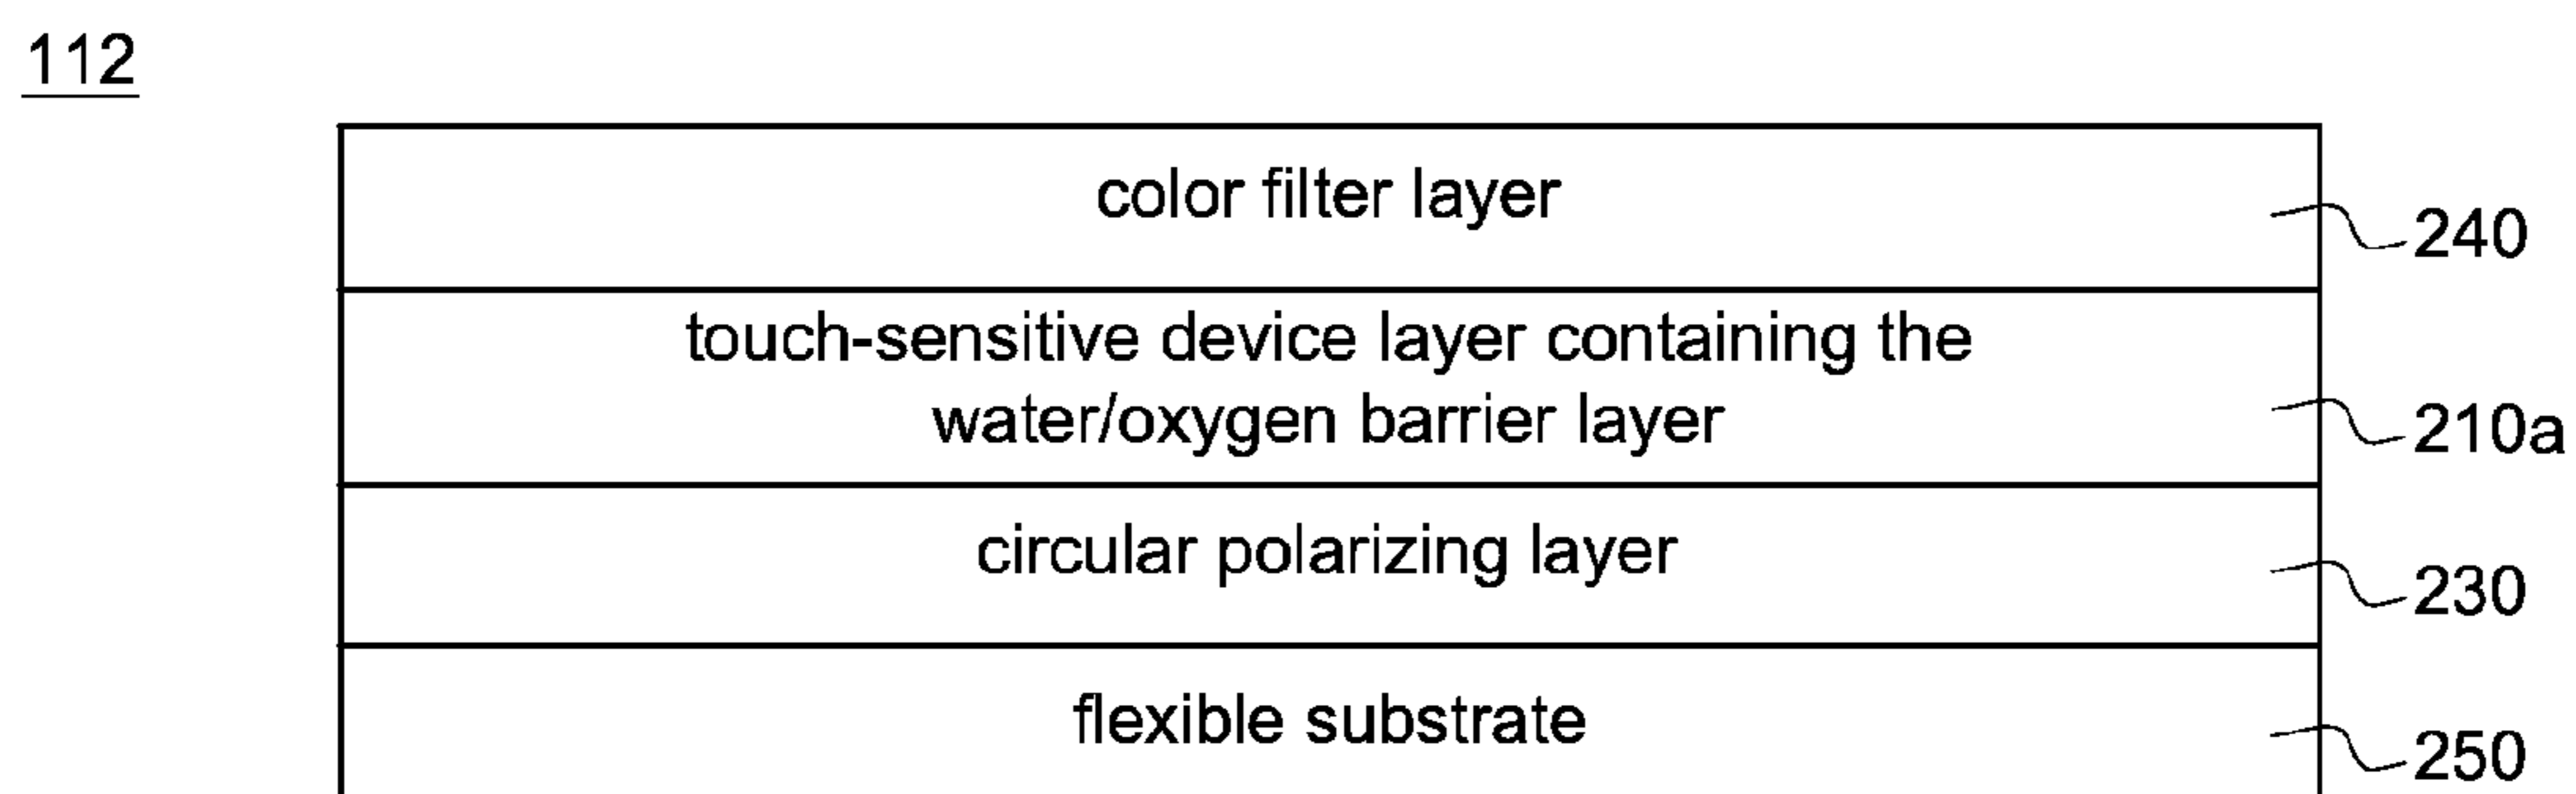 112
color filter layer
240
touch-sensitive device layer containing the
water/oxygen barrier layer
210a
circular polarizing layer
230
flexible substrate
250